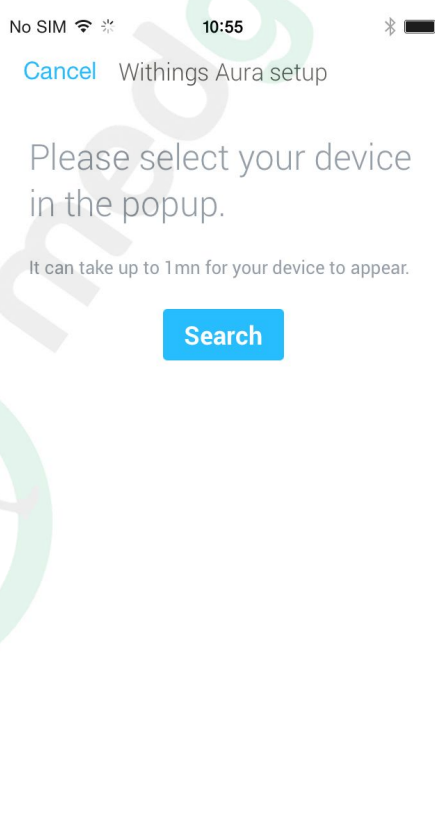 No SIM 10:55
Cancel Withings Aura setup
Please select your device
in the popup.
It can take up to 1mn for your device to appear.
Search
med